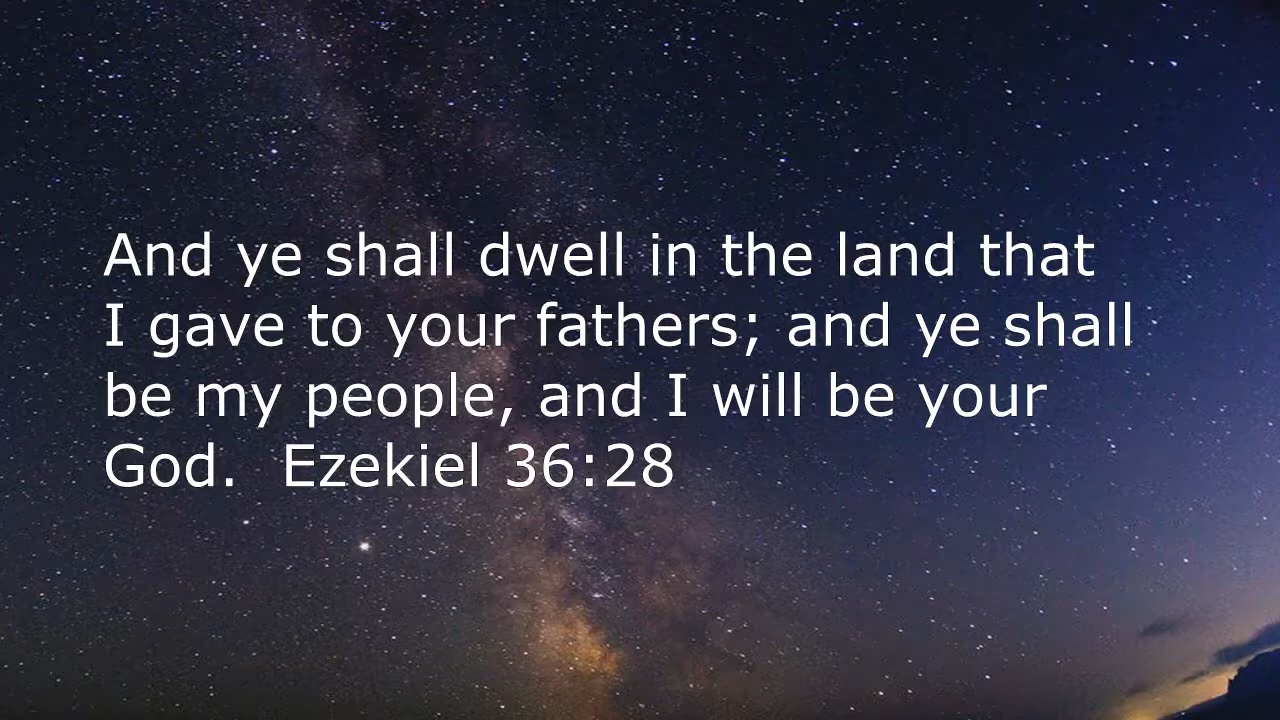 And ye shall dwell in the land that
I gave to your fathers; and ye shall
be my people, and I will be your
God.  Ezekiel 36:28